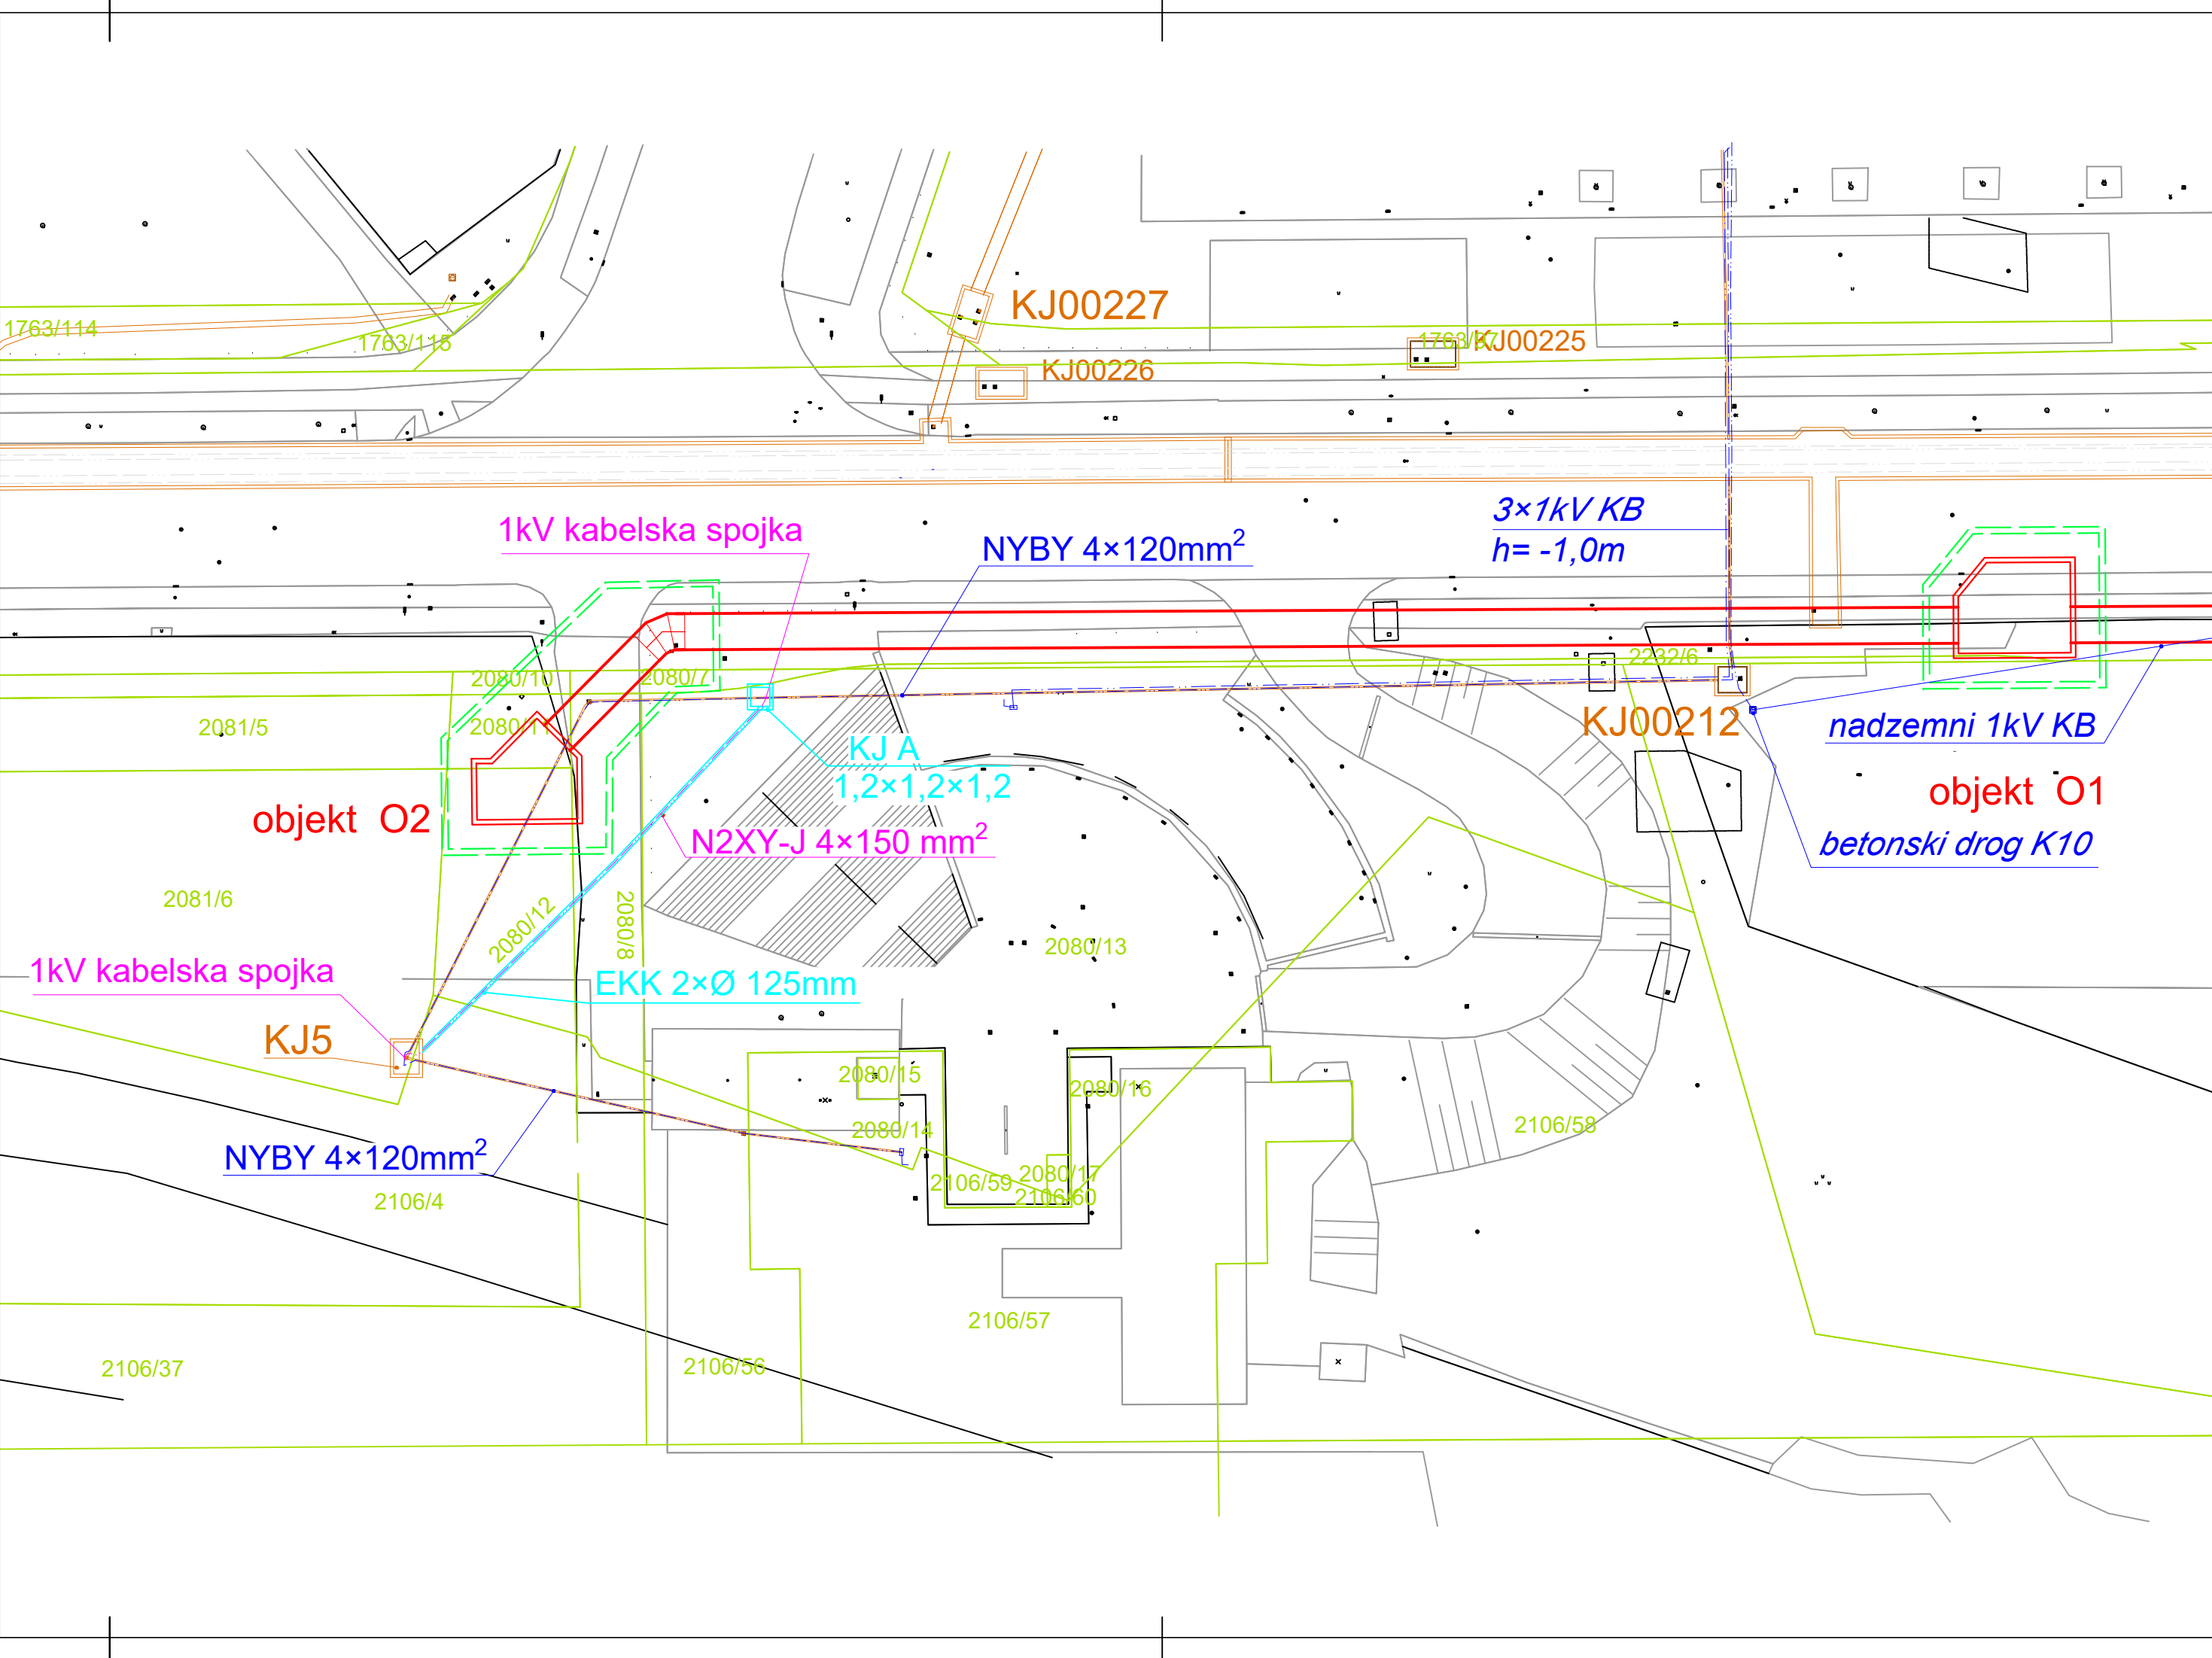 KJ00227
1763/114
1763/115
1763/97
KJ00225
KJ00226
3×1kV KB
h= -1,0m
1kV kabelska spojka
NYBY 4×120mm²
2232/6
2080/10
2080/7
2081/5
2080/11
KJ00212
nadzemni 1kV KB
KJ A
1,2×1,2×1,2
objekt O1
objekt O2
N2XY-J 4×150 mm²
betonski drog K10
2081/6
2080/12
2080/8
2080/13
1kV kabelska spojka
EKK 2×Ø 125mm
KJ5
2080/15
2080/16
2080/14
2106/58
NYBY 4×120mm²
2080/17
2106/59
2106/60
2106/4
2106/57
2106/37
2106/56